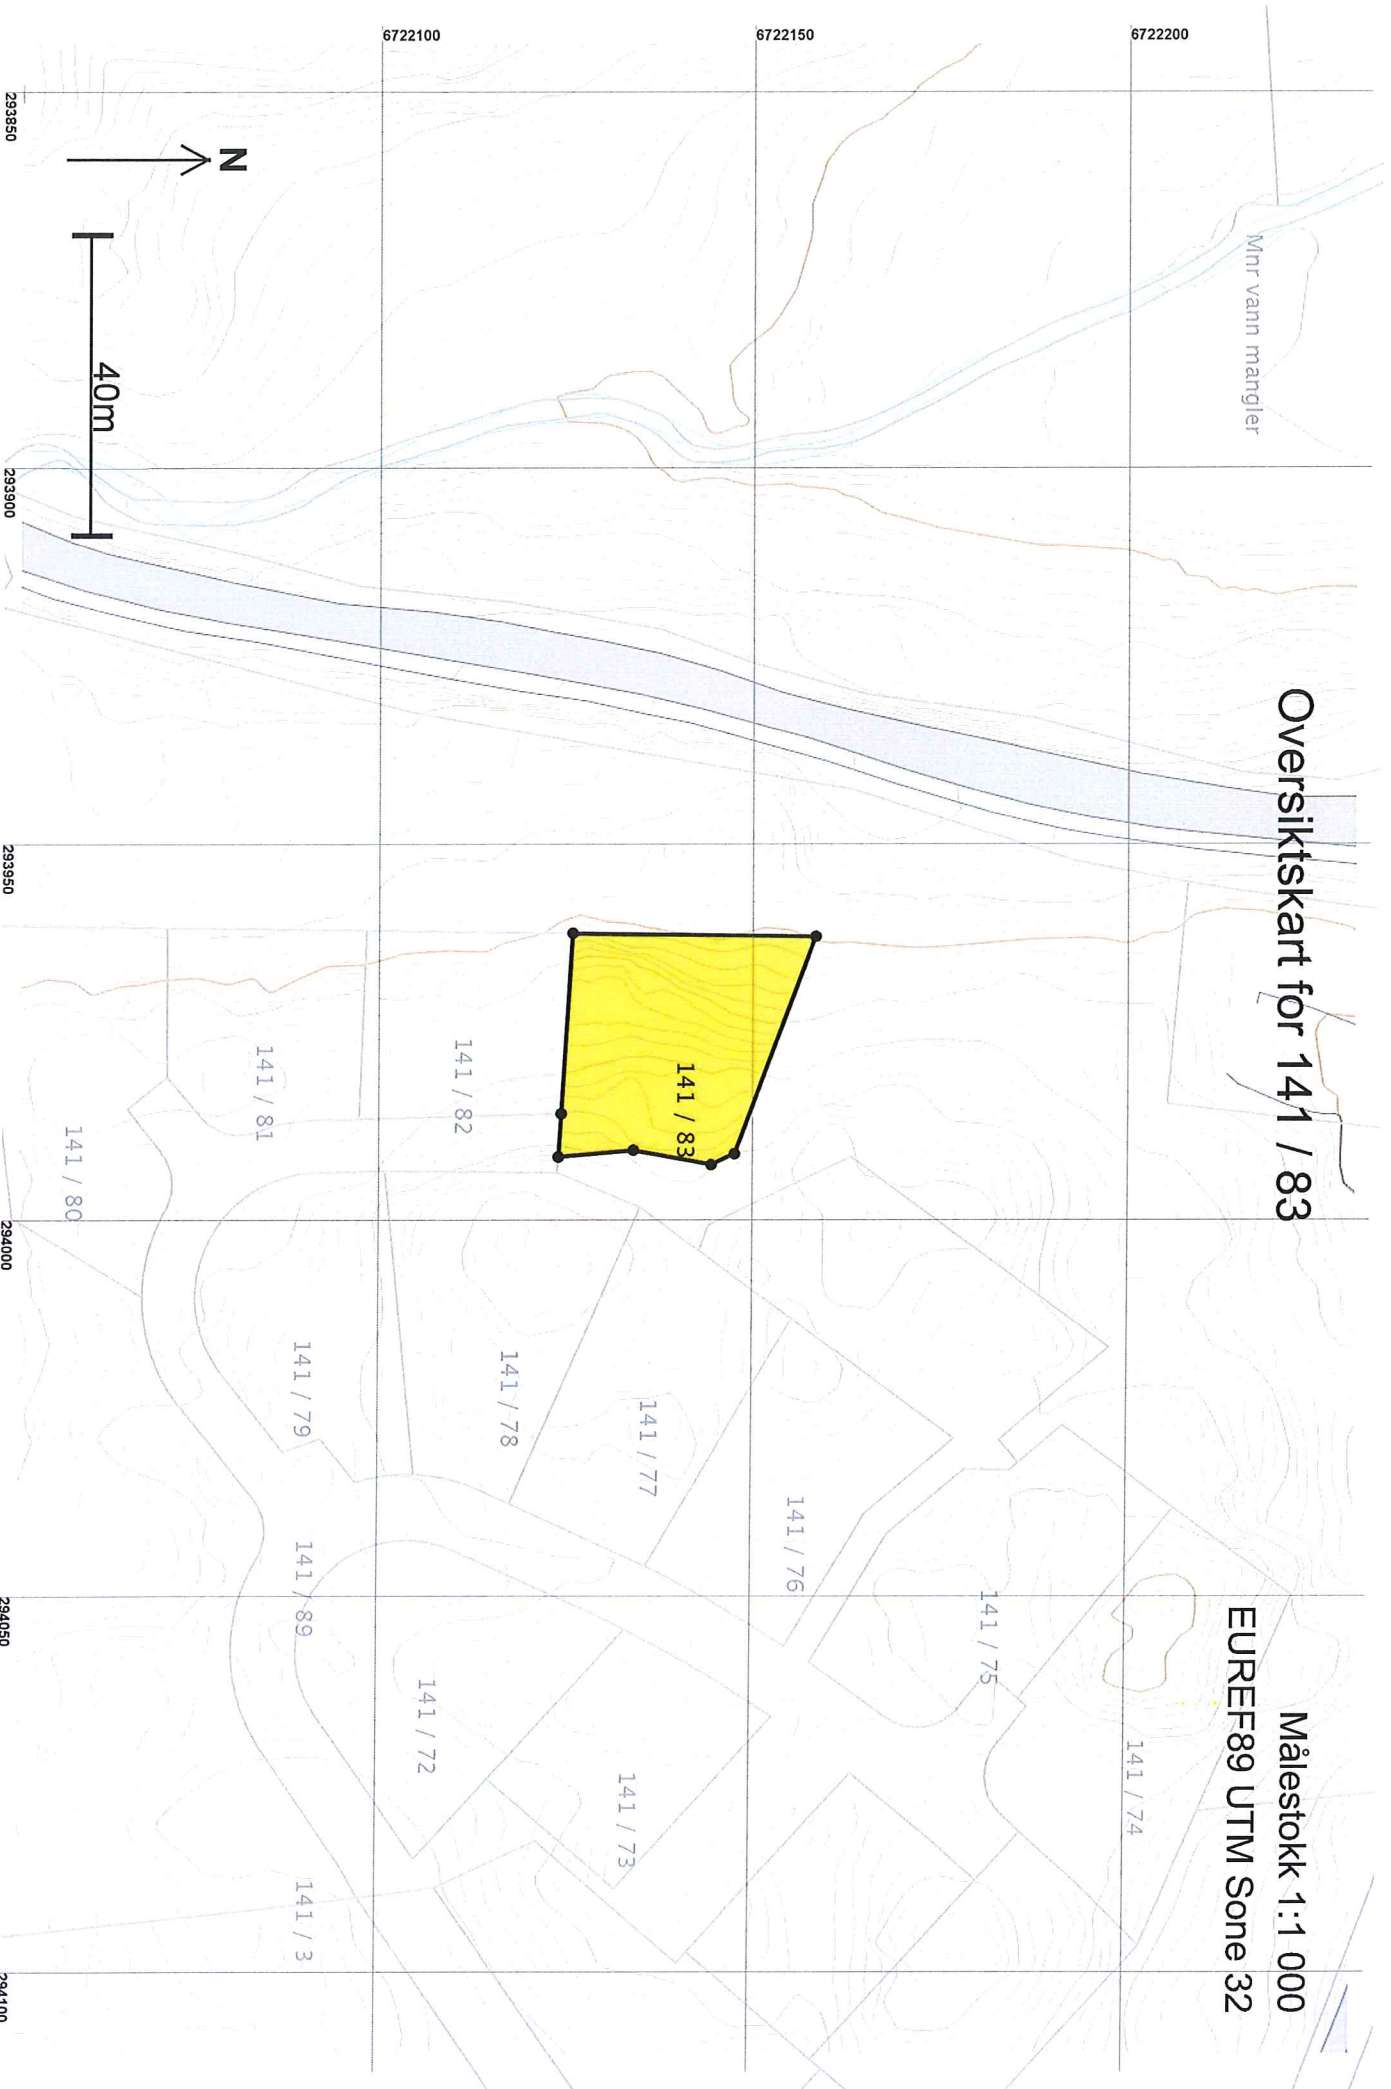 Oversiktskart for 141 / 83
Målestokk 1:1 000
EUREF89 UTM Sone 32
Mnr vann mangler
6722200
6722150
6722100
141 / 74
141 / 75
141 / 76
141 / 77
141 / 83
141 / 73
141 / 78
141 / 82
141 / 72
141 / 79
141 / 89
141 / 3
141 / 81
141 / 80
N
40m
293850
293900
293950
294000
294050
294100